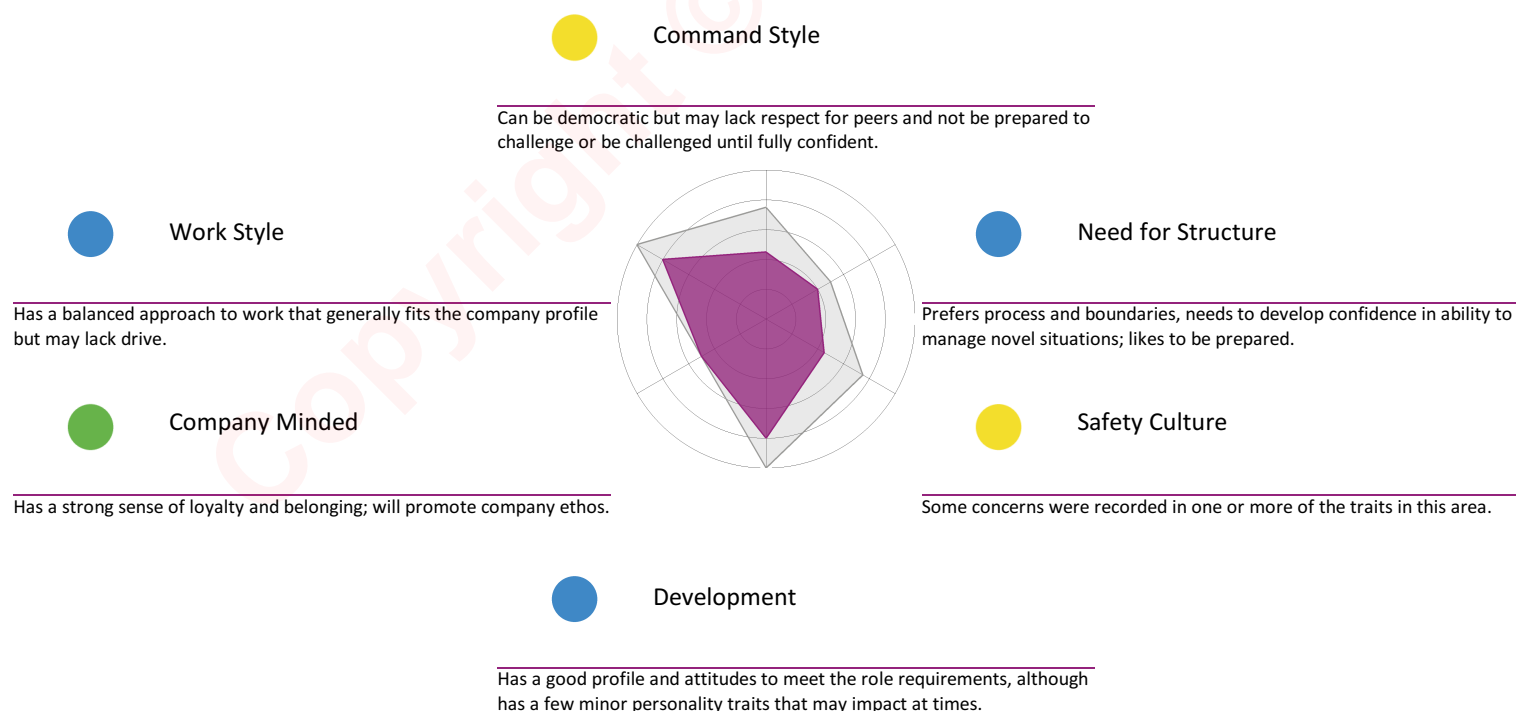 Command Style
Can be democratic but may lack respect for peers and not be prepared to
challenge or be challenged until fully confident.
Work Style
Has a balanced approach to work that generally fits the company profile
but may lack drive.
Need for Structure
Prefers process and boundaries, needs to develop confidence in ability to
manage novel situations; likes to be prepared.
Company Minded
Has a strong sense of loyalty and belonging; will promote company ethos.
Safety Culture
Some concerns were recorded in one or more of the traits in this area.
Development
Has a good profile and attitudes to meet the role requirements, although
has a few minor personality traits that may impact at times.
Copyright ©